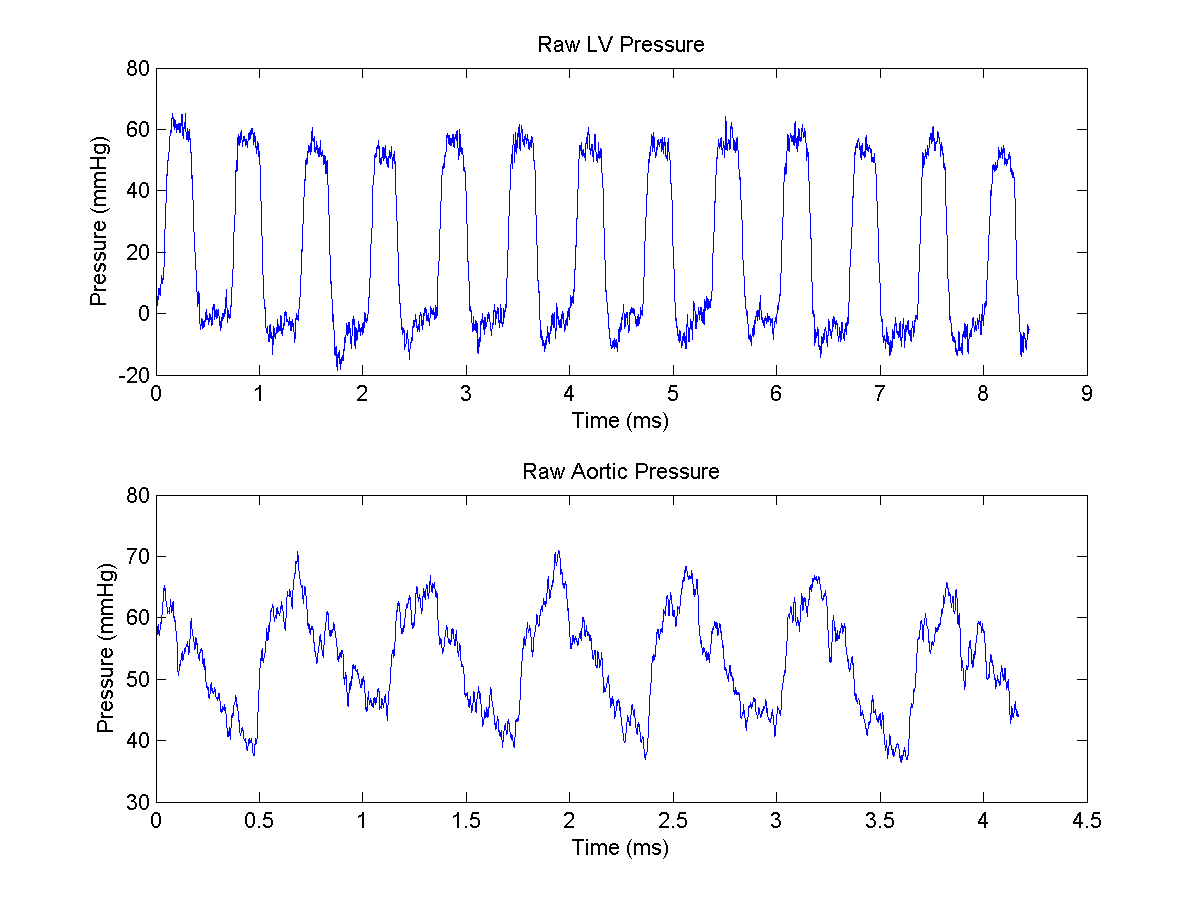 Raw LV Pressure
80
60
40
20
0
-20
Pressure (mmHg)
0 1 2 3 4 5 6 7 8 9
Time (ms)
Raw Aortic Pressure
80
70
60
50
40
30
Pressure (mmHg)
0 0.5 1 1.5 2 2.5 3 3.5 4 4.5
Time (ms)